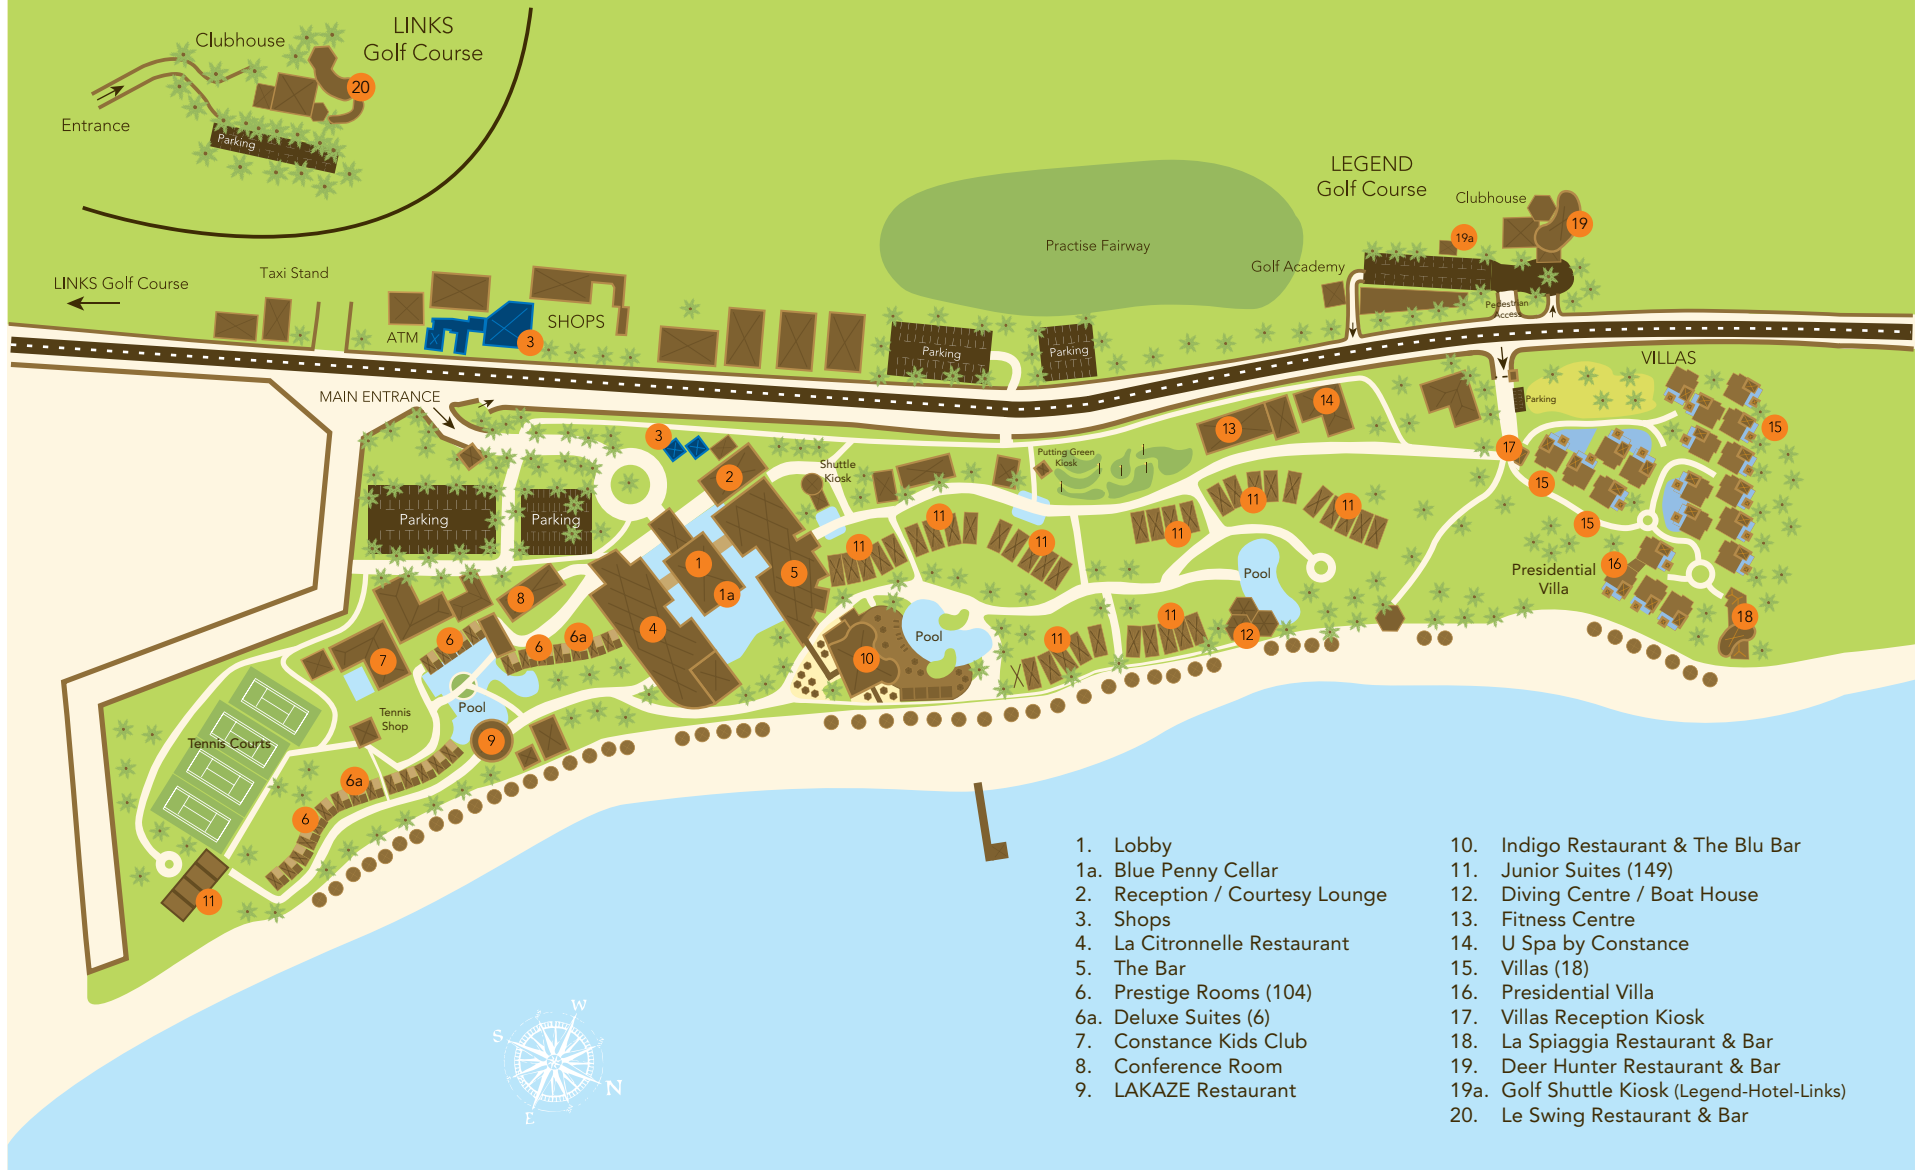 LINKS
Golf Course
Clubhouse
20
Entrance
Parking
LEGEND
Golf Course
Clubhouse
19
19a
Practise Fairway
Golf Academy
Pedestrian
Access
LINKS Golf Course
Taxi Stand
ATM
SHOPS
3
Parking
Parking
VILLAS
Parking
MAIN ENTRANCE
3
2
Shuttle
Kiosk
Putting Green
Kiosk
13
14
17
15
15
15
Parking
Parking
11
11
11
11
11
11
1
1a
5
4
8
Pool
Presidential
Villa
16
18
6
6
6a
7
10
Pool
11
11
12
Tennis
Shop
Pool
9
Tennis Courts
6a
6
11
1. Lobby
1a. Blue Penny Cellar
2. Reception / Courtesy Lounge
3. Shops
4. La Citronnelle Restaurant
5. The Bar
6. Prestige Rooms (104)
6a. Deluxe Suites (6)
7. Constance Kids Club
8. Conference Room
9. LAKAZE Restaurant
10. Indigo Restaurant & The Blu Bar
11. Junior Suites (149)
12. Diving Centre / Boat House
13. Fitness Centre
14. U Spa by Constance
15. Villas (18)
16. Presidential Villa
17. Villas Reception Kiosk
18. La Spiaggia Restaurant & Bar
19. Deer Hunter Restaurant & Bar
19a. Golf Shuttle Kiosk (Legend-Hotel-Links)
20. Le Swing Restaurant & Bar
W
S
N
E